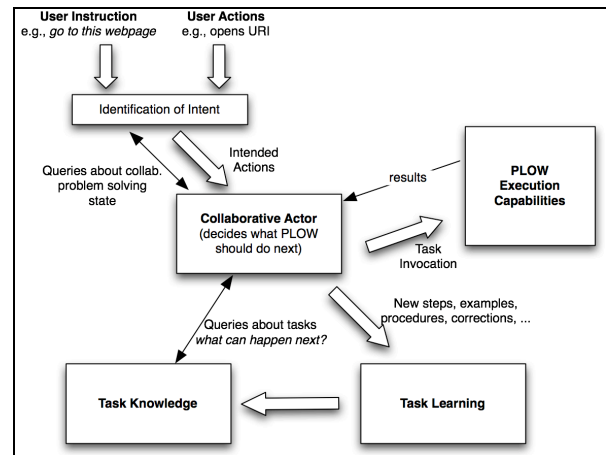 User Instruction
e.g., go to this webpage
User Actions
e.g., opens URI
Identification of Intent
Intended
Actions
Queries about collab.
problem solving
state
results
PLOW
Execution
Capabilities
Collaborative Actor
(decides what PLOW
should do next)
Task
Invocation
New steps, examples,
procedures, corrections, ...
Queries about tasks
what can happen next?
Task Knowledge
Task Learning